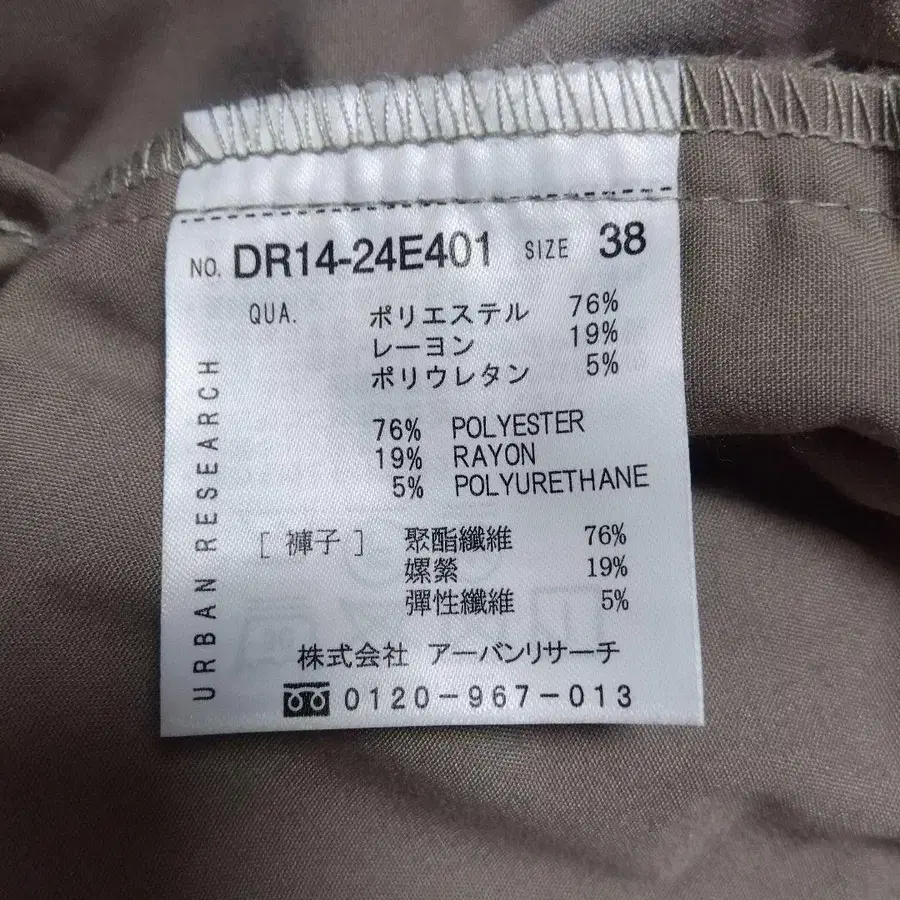 NO. DR14-24E401 SIZE 38
QUA. ポリエステル 76%
レーヨン 19%
ポリウレタン 5%
76% POLYESTER
19% RAYON
5% POLYURETHANE
[褲子] 聚酯纖維 76%
嫘縈 19%
彈性纖維 5%
株式会社 アーバンリサーチ
0120-967-013
URBAN RESEARCH